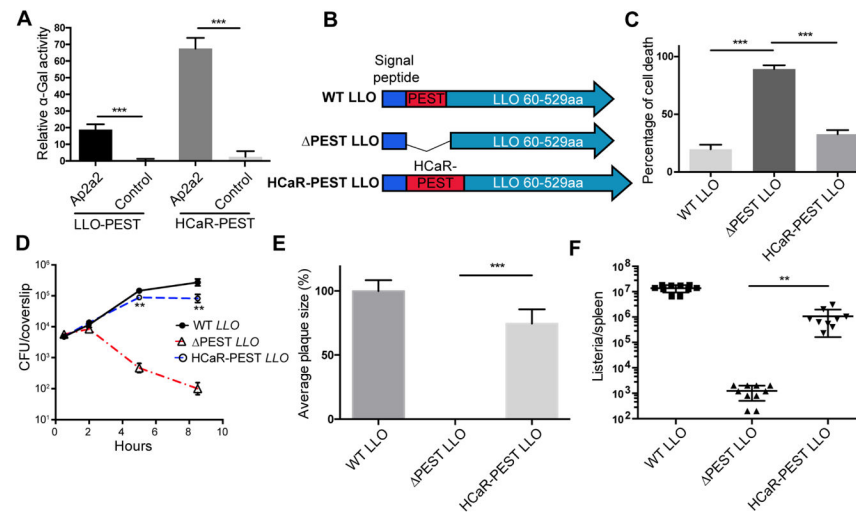 A
Relative α-Gal activity
80
70
60
50
40
30
20
10
0
***
***
Ap2a2
Control
Ap2a2
Control
LLO-PEST
HCaR-PEST
B
Signal
peptide
WT LLO
PEST
LLO 60-529aa
ΔPEST LLO
LLO 60-529aa
HCaR-
HCaR-PEST LLO
PEST
LLO 60-529aa
C
Percentage of cell death
100
50
0
***
***
WT LLO
ΔPEST LLO
HCaR-PEST LLO
D
CFU/coverslip
10⁶
10⁵
10⁴
10³
10²
10¹
0
2
4
6
8
10
Hours
**
**
WT LLO
ΔPEST LLO
HCaR-PEST LLO
E
Average plaque size (%)
100
50
0
***
WT LLO
ΔPEST LLO
HCaR-PEST LLO
F
Listeria/spleen
10⁸
10⁷
10⁶
10⁵
10⁴
10³
10²
**
WT LLO
ΔPEST LLO
HCaR-PEST LLO